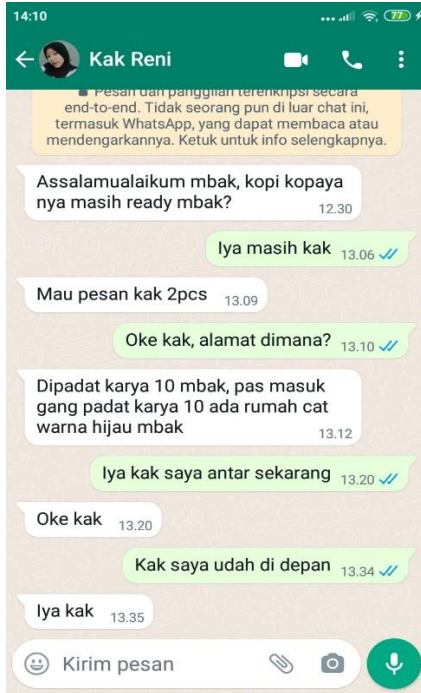 14:10
77
Kak Reni
Pesan dan panggilan terenkripsi secara
end-to-end. Tidak seorang pun di luar chat ini,
termasuk WhatsApp, yang dapat membaca atau
mendengarkannya. Ketuk untuk info selengkapnya.
Assalamualaikum mbak, kopi kopaya
nya masih ready mbak?
12.30
Iya masih kak 13.06
Mau pesan kak 2pcs 13.09
Oke kak, alamat dimana? 13.10
Dipadat karya 10 mbak, pas masuk
gang padat karya 10 ada rumah cat
warna hijau mbak
13.12
Iya kak saya antar sekarang 13.20
Oke kak 13.20
Kak saya udah di depan 13.34
Iya kak 13.35
Kirim pesan